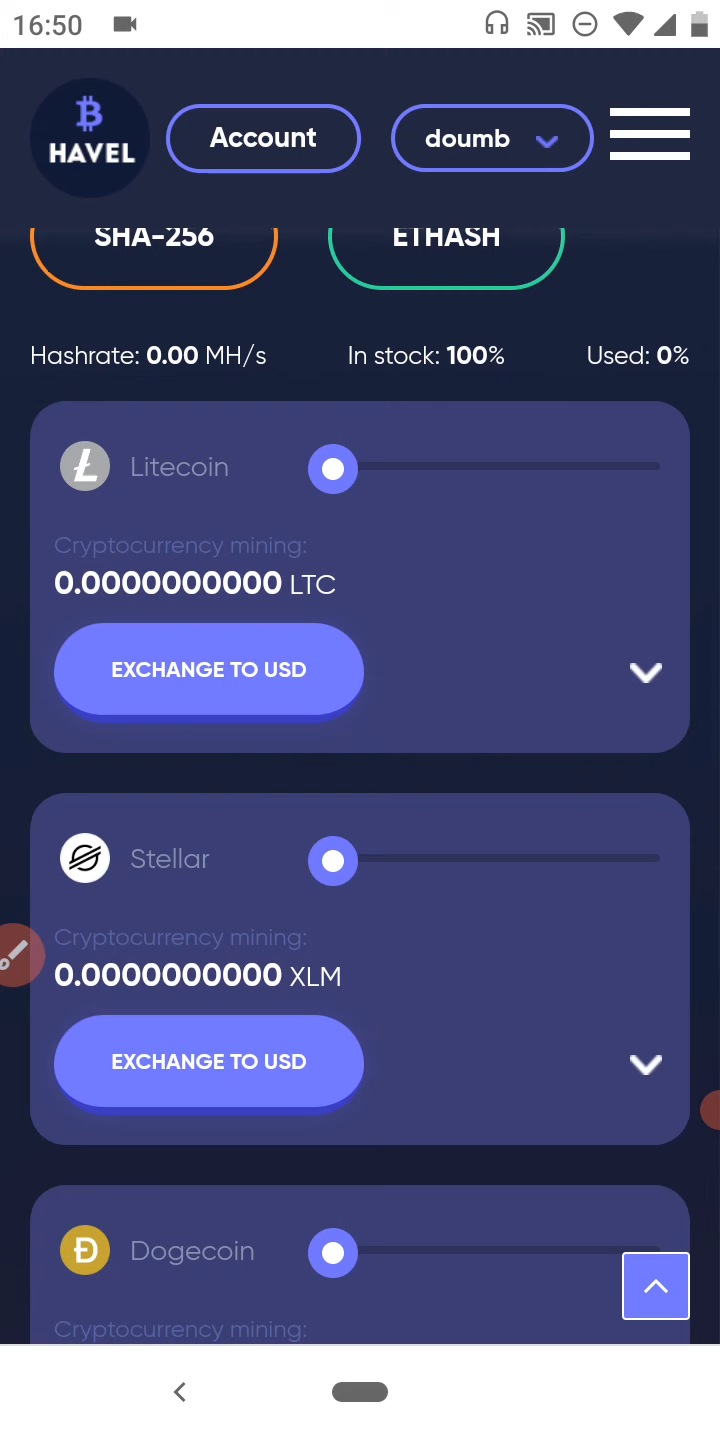 16:50
₿
HAVEL
Account
doumb
SHA-256
ETHASH
Hashrate: 0.00 MH/s
In stock: 100%
Used: 0%
Litecoin
Cryptocurrency mining:
0.0000000000 LTC
EXCHANGE TO USD
Stellar
Cryptocurrency mining:
0.0000000000 XLM
EXCHANGE TO USD
Dogecoin
Cryptocurrency mining: